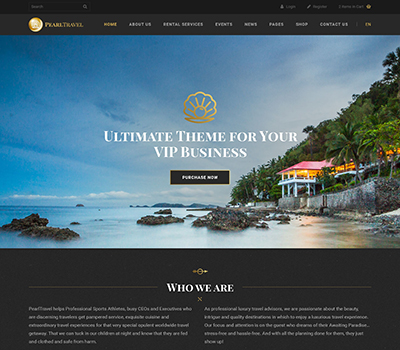 Search
Login
Register
0 Items In Cart
PEARLTRAVEL
HOME
ABOUT US
RENTAL SERVICES
EVENTS
NEWS
PAGES
SHOP
EN
ULTIMATE THEME FOR YOUR
VIP BUSINESS
PURCHASE NOW
WHO WE ARE
PearlTravel helps Professional Sports Athletes, busy CEOs and Executives who
are discerning travelers get pampered service, exquisite cuisine and
extraordinary travel experiences for that very special opulent worldwide travel
getaway. That we can tuck in our children at night and know that they are fed
and clothed and safe from harm.
As professional luxury travel advisors, we are passionate about the beauty,
intrigue and quality destinations in which to enjoy a luxurious travel experience.
Our focus and attention is on the guest who dreams of their Awaiting Paradise...
stress-free and hassle-free. And with all the planning done for them, they just
show up!